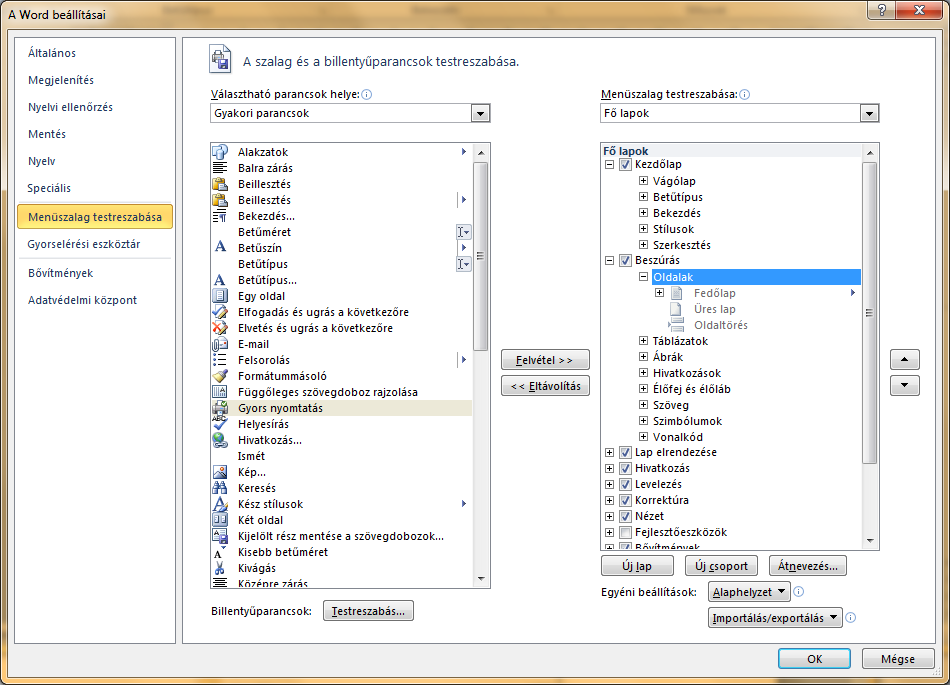 A Word beállításai
Általános
Megjelenítés
Nyelvi ellenőrzés
Mentés
Nyelv
Speciális
Menüszalag testreszabása
Gyorselérési eszköztár
Bővítmények
Adatvédelmi központ
A szalag és a billentyűparancsok testreszabása.
Választható parancsok helye:
Gyakori parancsok
Alakzatok
Balra zárás
Beillesztés
Beillesztés
Bekezdés...
Betűméret
Betűszín
Betűtípus
Betűtípus...
Egy oldal
Elfogadás és ugrás a következőre
Elvetés és ugrás a következőre
E-mail
Felsorolás
Formátummásoló
Függőleges szövegdoboz rajzolása
Gyors nyomtatás
Helyesírás
Hivatkozás...
Ismét
Kép...
Keresés
Kész stílusok
Két oldal
Kijelölt rész mentése a szövegdobozok...
Kisebb betűméret
Kivágás
Középre zárás
Billentyűparancsok:
Testreszabás...
Felvétel >>
<< Eltávolítás
Menüszalag testreszabása:
Fő lapok
Fő lapok
Kezdőlap
Vágólap
Betűtípus
Bekezdés
Stílusok
Szerkesztés
Beszúrás
Oldalak
Fedőlap
Üres lap
Oldaltörés
Táblázatok
Ábrák
Hivatkozások
Élőfej és élőláb
Szöveg
Szimbólumok
Vonalkód
Lap elrendezése
Hivatkozás
Levelezés
Korrektúra
Nézet
Fejlesztőeszközök
Bővítmények
Új lap
Új csoport
Átnevezés...
Egyéni beállítások:
Alaphelyzet
Importálás/exportálás
OK
Mégse